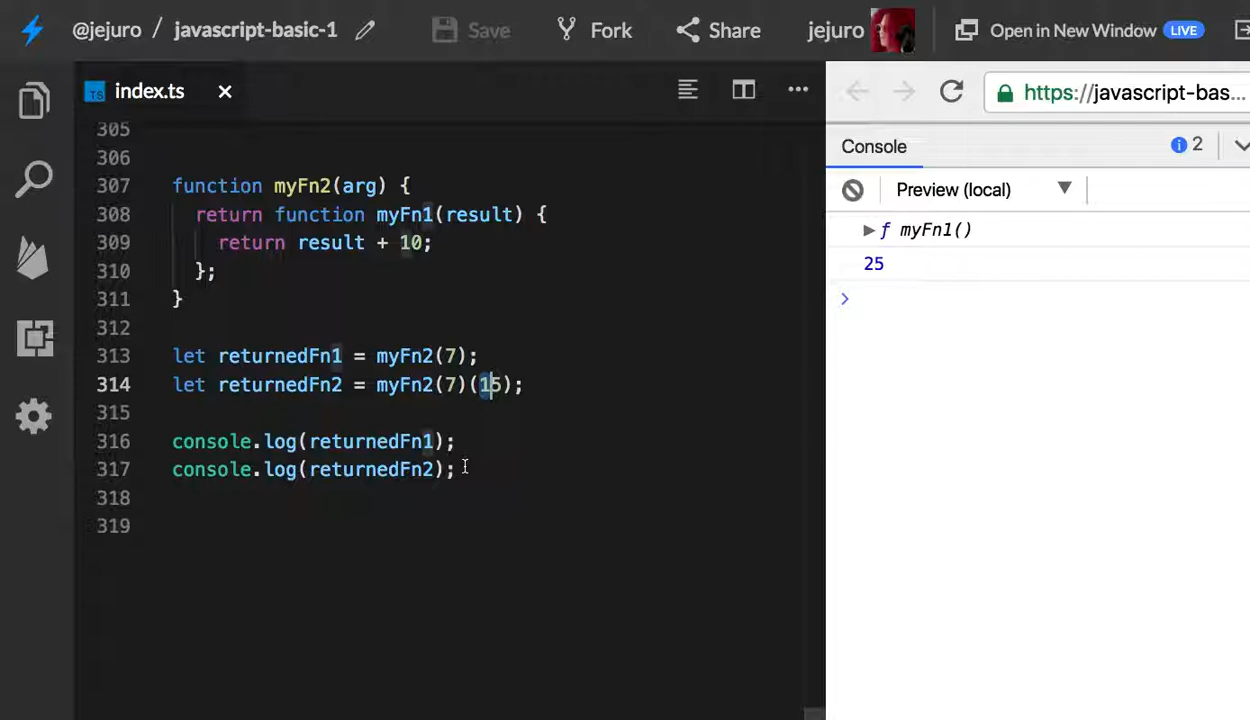 @jejuro / javascript-basic-1 Save Fork Share jejuro Open in New Window LIVE
TS index.ts
https://javascript-bas...
Console 2
Preview (local)
ƒ myFn1()
25
305
306
307 function myFn2(arg) {
308 return function myFn1(result) {
309 return result + 10;
310 };
311 }
312
313 let returnedFn1 = myFn2(7);
314 let returnedFn2 = myFn2(7)(15);
315
316 console.log(returnedFn1);
317 console.log(returnedFn2);
318
319